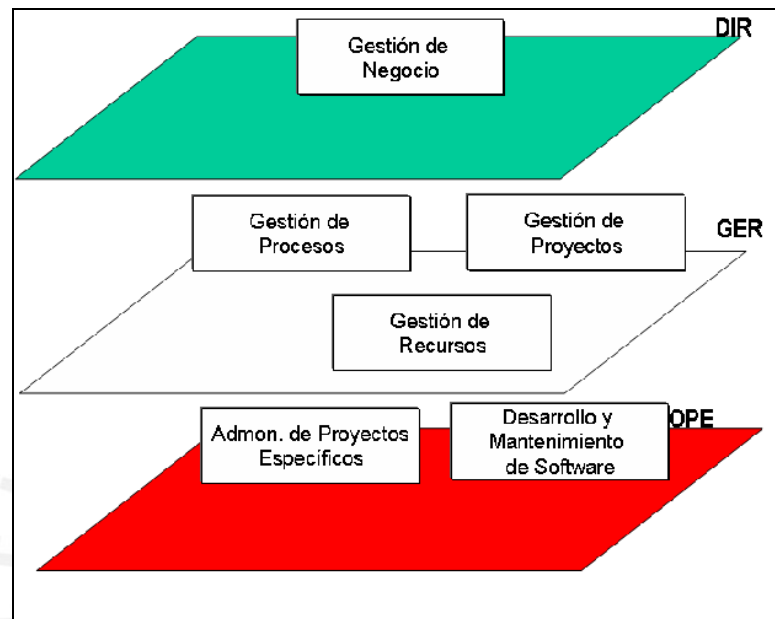 DIR
Gestión de
Negocio
Gestión de
Procesos
Gestión de
Proyectos
GER
Gestión de
Recursos
Admon. de Proyectos
Específicos
Desarrollo y
Mantenimiento
de Software
OPE